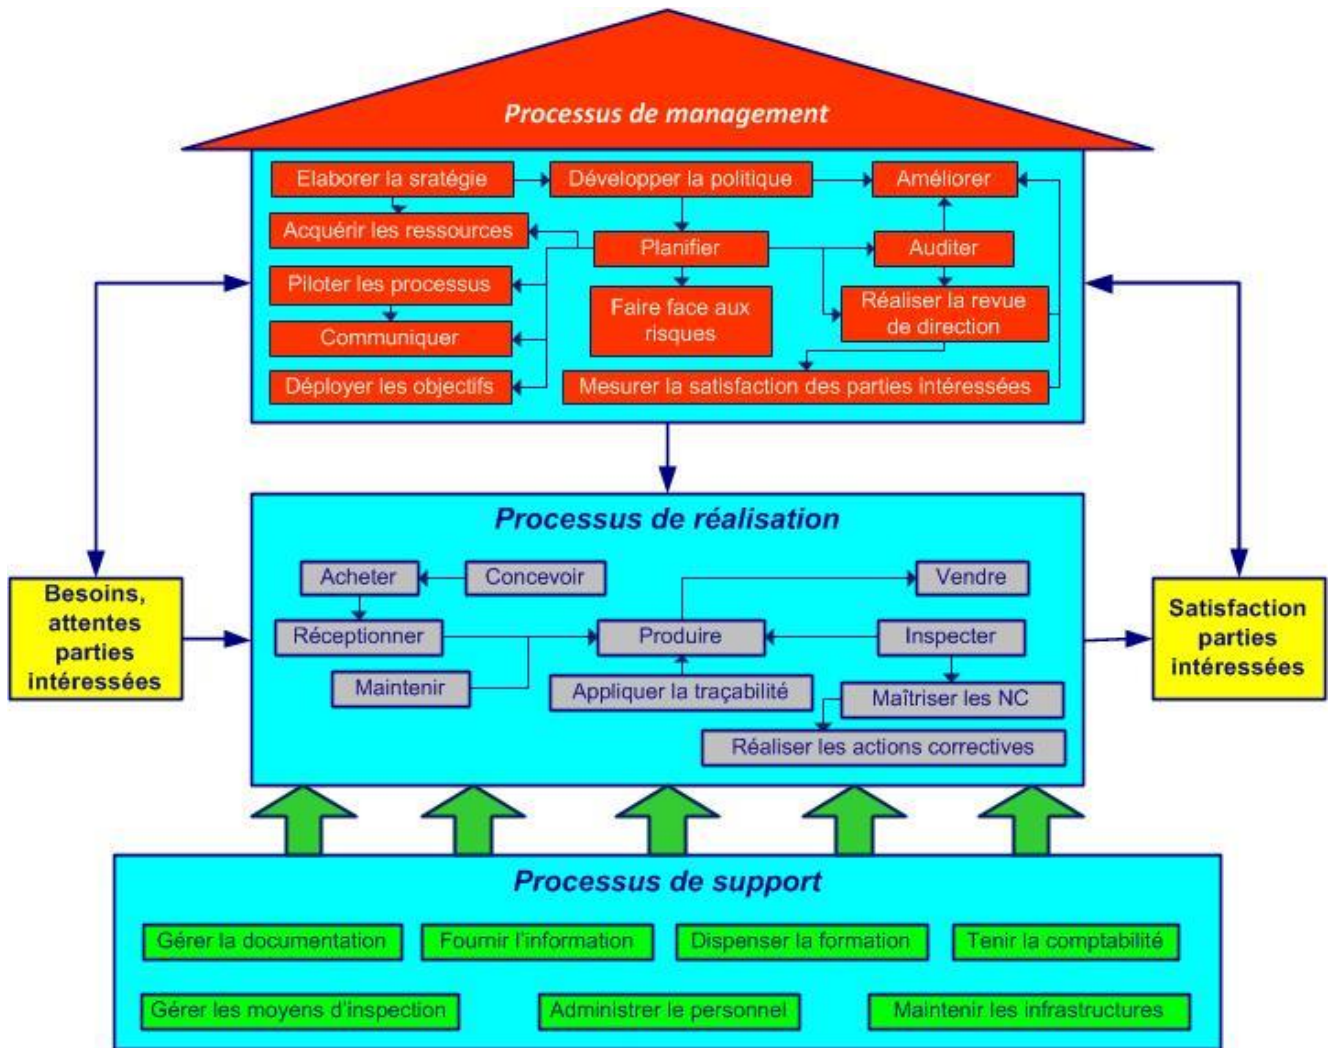 Processus de management
Elaborer la sratégie
Développer la politique
Améliorer
Acquérir les ressources
Planifier
Auditer
Piloter les processus
Faire face aux
risques
Réaliser la revue
de direction
Communiquer
Déployer les objectifs
Mesurer la satisfaction des parties intéressées
Processus de réalisation
Acheter
Concevoir
Vendre
Besoins,
attentes
parties
intéressées
Réceptionner
Produire
Inspecter
Satisfaction
parties
intéressées
Maintenir
Appliquer la traçabilité
Maîtriser les NC
Réaliser les actions correctives
Processus de support
Gérer la documentation
Fournir l'information
Dispenser la formation
Tenir la comptabilité
Gérer les moyens d'inspection
Administrer le personnel
Maintenir les infrastructures